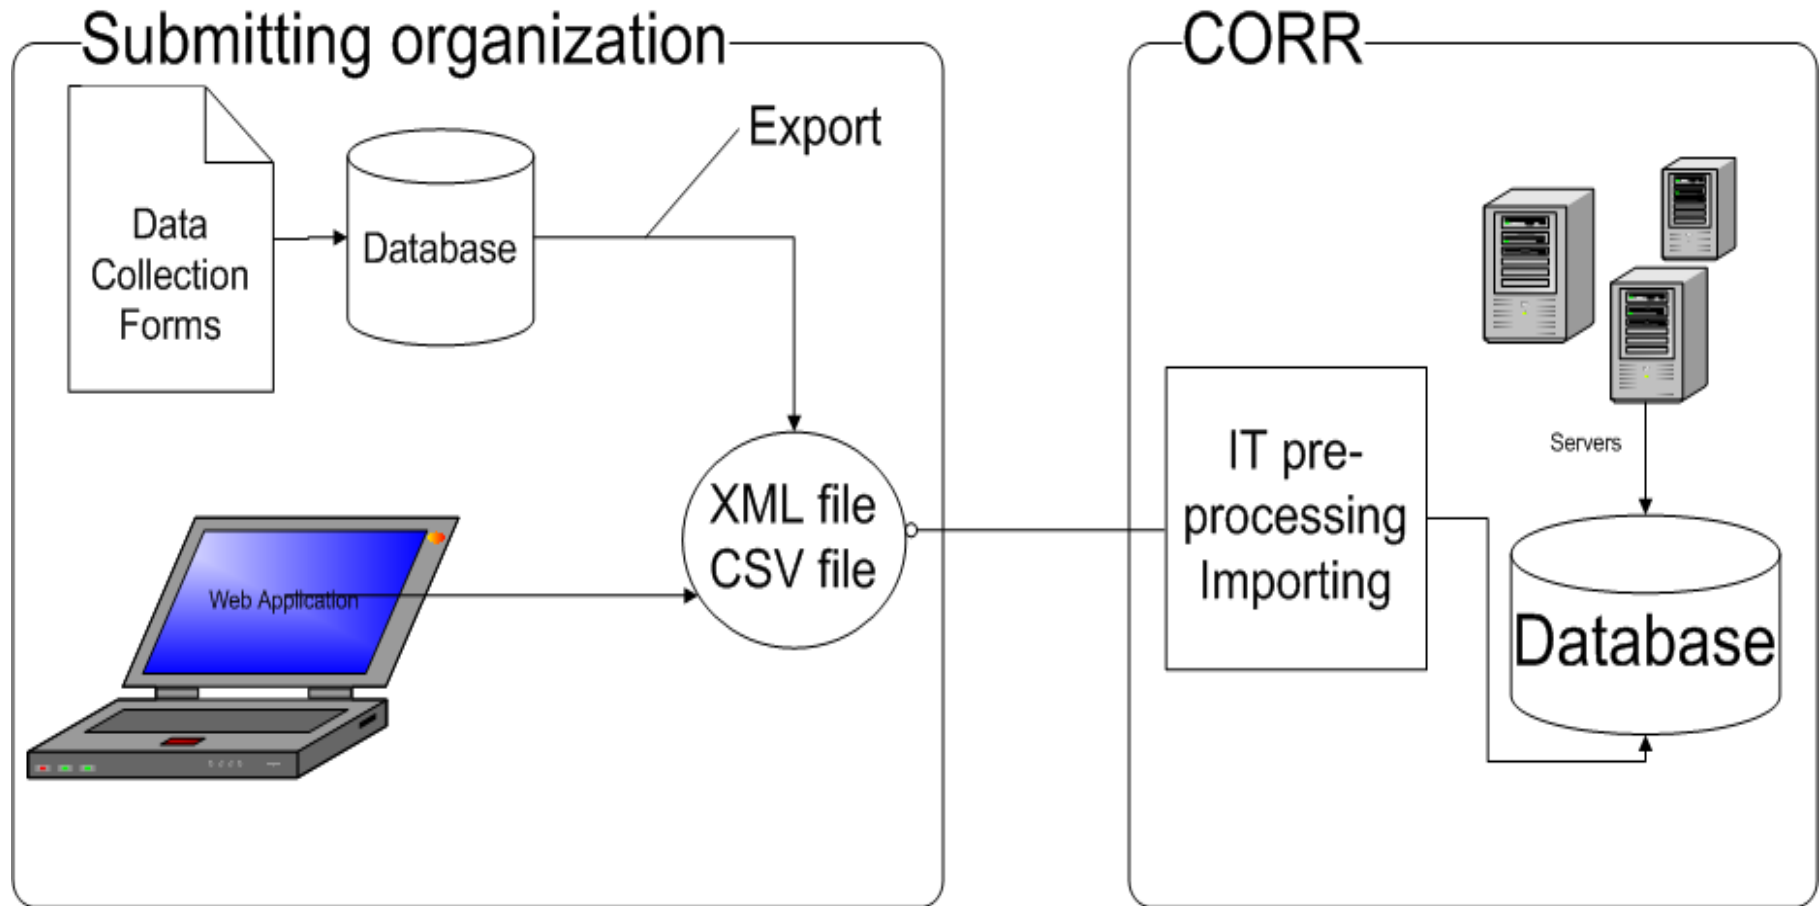 Submitting organization
CORR
Export
Data
Collection
Forms
Database
XML file
CSV file
Web Application
IT pre-
processing
Importing
Servers
Database